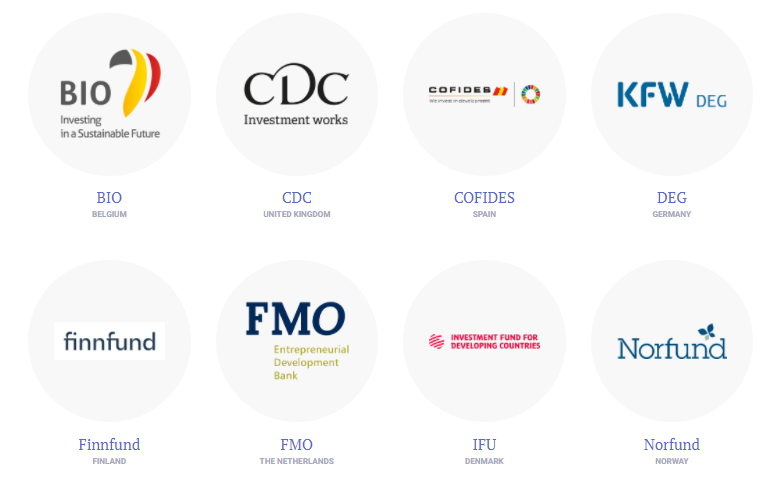 BIO
Investing
in a Sustainable Future
CDC
Investment works
COFIDES
KFW DEG
BIO
BELGIUM
CDC
UNITED KINGDOM
COFIDES
SPAIN
DEG
GERMANY
finnfund
FMO
Entrepreneurial
Development
Bank
INVESTMENT FUND FOR
DEVELOPING COUNTRIES
Norfund
Finnfund
FINLAND
FMO
THE NETHERLANDS
IFU
DENMARK
Norfund
NORWAY